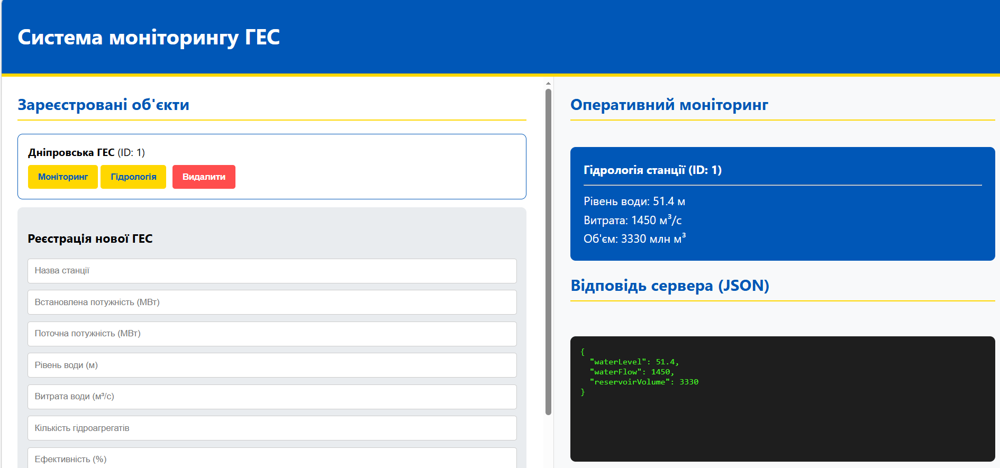 Система моніторингу ГЕС
Зареєстровані об'єкти
Дніпровська ГЕС (ID: 1)
Моніторинг Гідрологія Видалити
Реєстрація нової ГЕС
Назва станції
Встановлена потужність (МВт)
Поточна потужність (МВт)
Рівень води (м)
Витрата води (м³/с)
Кількість гідроагрегатів
Ефективність (%)
Оперативний моніторинг
Гідрологія станції (ID: 1)
Рівень води: 51.4 м
Витрата: 1450 м³/с
Об'єм: 3330 млн м³
Відповідь сервера (JSON)
{
"waterLevel": 51.4,
"waterFlow": 1450,
"reservoirVolume": 3330
}